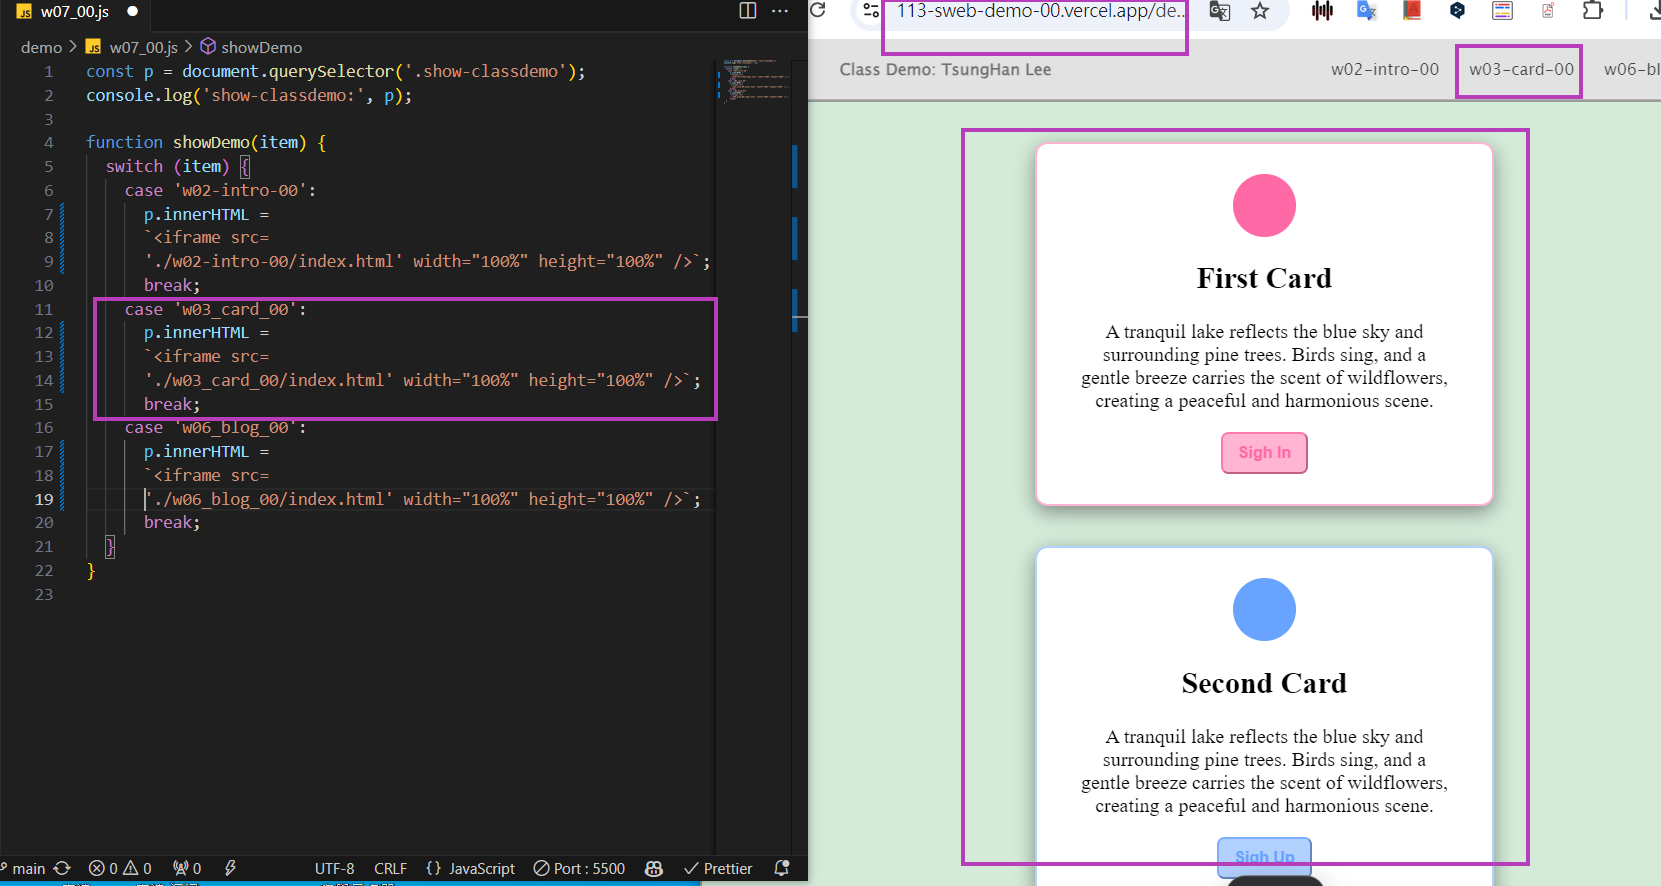 JS w07_00.js
demo > JS w07_00.js > showDemo
1 const p = document.querySelector('.show-classdemo');
2 console.log('show-classdemo:', p);
3
4 function showDemo(item) {
5 switch (item) {
6 case 'w02-intro-00':
7 p.innerHTML =
8 `<iframe src=
9 './w02-intro-00/index.html' width="100%" height="100%" />`;
10 break;
11 case 'w03_card_00':
12 p.innerHTML =
13 `<iframe src=
14 './w03_card_00/index.html' width="100%" height="100%" />`;
15 break;
16 case 'w06_blog_00':
17 p.innerHTML =
18 `<iframe src=
19 './w06_blog_00/index.html' width="100%" height="100%" />`;
20 break;
21 }
22 }
23
main 0 0 0 UTF-8 CRLF {} JavaScript Port : 5500 Prettier
113-sweb-demo-00.vercel.app/de...
Class Demo: TsungHan Lee w02-intro-00 w03-card-00 w06-bl
First Card
A tranquil lake reflects the blue sky and
surrounding pine trees. Birds sing, and a
gentle breeze carries the scent of wildflowers,
creating a peaceful and harmonious scene.
Sigh In
Second Card
A tranquil lake reflects the blue sky and
surrounding pine trees. Birds sing, and a
gentle breeze carries the scent of wildflowers,
creating a peaceful and harmonious scene.
Sigh Up